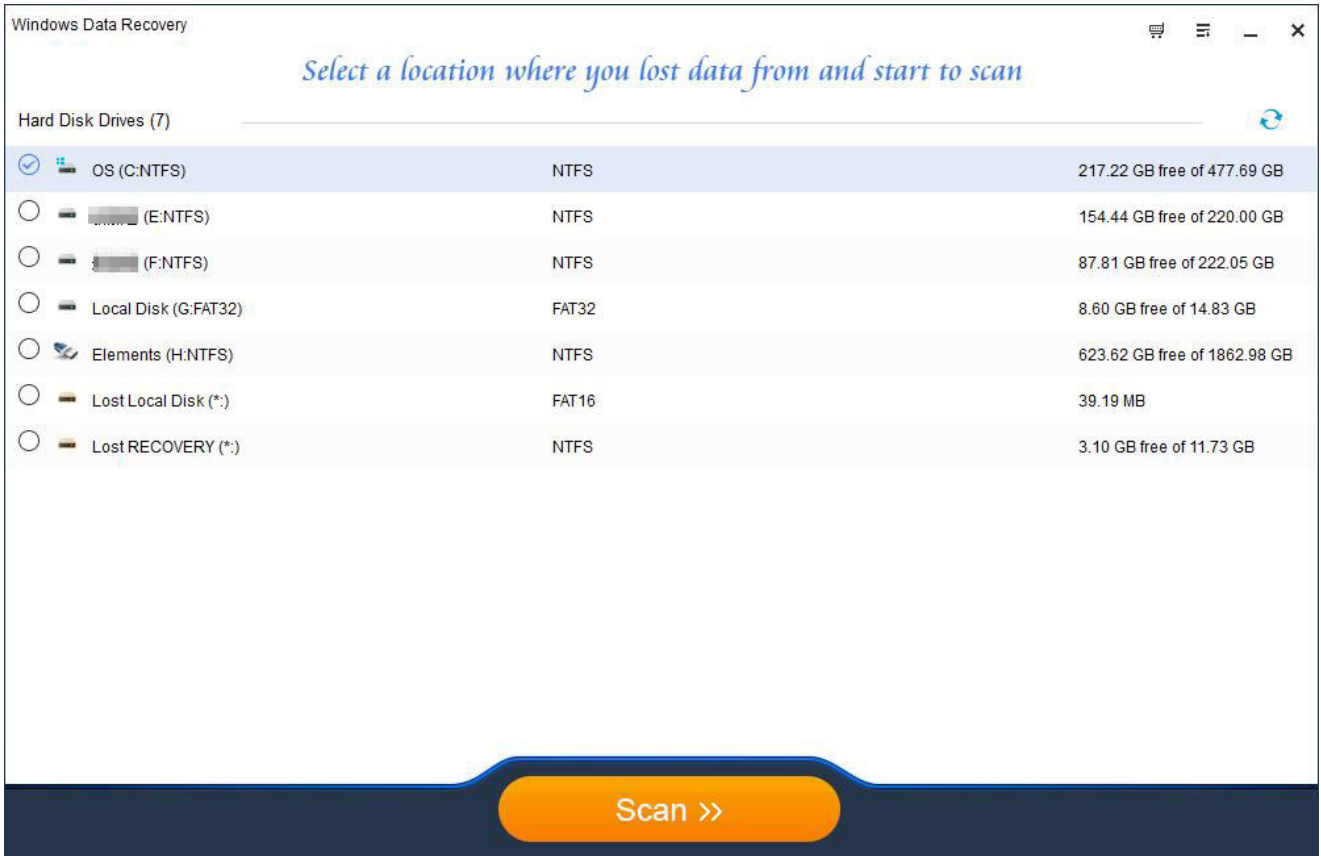 Windows Data Recovery
Select a location where you lost data from and start to scan
Hard Disk Drives (7)
OS (C:NTFS) NTFS 217.22 GB free of 477.69 GB
(E:NTFS) NTFS 154.44 GB free of 220.00 GB
(F:NTFS) NTFS 87.81 GB free of 222.05 GB
Local Disk (G:FAT32) FAT32 8.60 GB free of 14.83 GB
Elements (H:NTFS) NTFS 623.62 GB free of 1862.98 GB
Lost Local Disk (*:) FAT16 39.19 MB
Lost RECOVERY (*:) NTFS 3.10 GB free of 11.73 GB
Scan >>